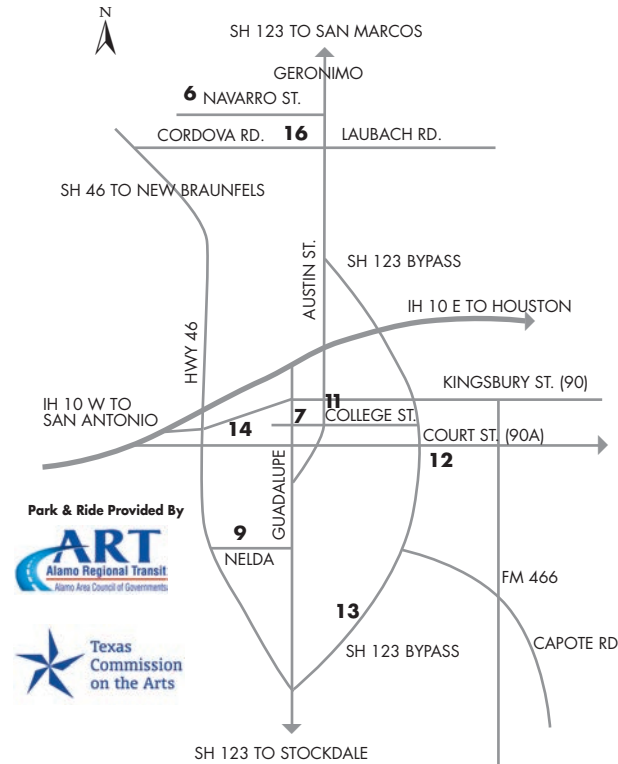 N
SH 123 TO SAN MARCOS
GERONIMO
6
NAVARRO ST.
CORDOVA RD.
16
LAUBACH RD.
SH 46 TO NEW BRAUNFELS
AUSTIN ST.
SH 123 BYPASS
IH 10 E TO HOUSTON
HWY 46
KINGSBURY ST. (90)
IH 10 W TO
SAN ANTONIO
11
7
COLLEGE ST.
14
COURT ST. (90A)
12
GUADALUPE
Park & Ride Provided By
ART
Alamo Regional Transit
Alamo Area Council of Governments
9
NELDA
FM 466
13
CAPOTE RD
SH 123 BYPASS
Texas
Commission
on the Arts
SH 123 TO STOCKDALE